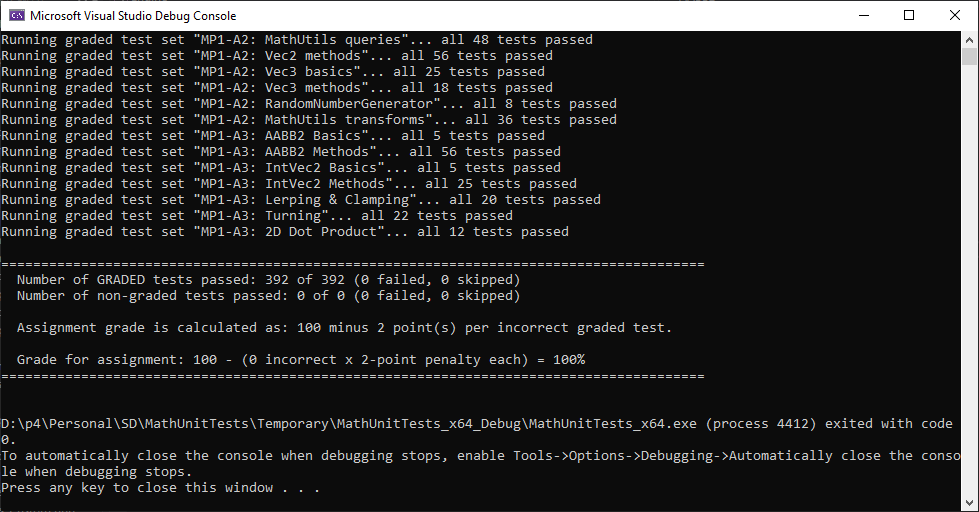 Microsoft Visual Studio Debug Console
Running graded test set "MP1-A2: MathUtils queries"... all 48 tests passed
Running graded test set "MP1-A2: Vec2 methods"... all 56 tests passed
Running graded test set "MP1-A2: Vec3 basics"... all 25 tests passed
Running graded test set "MP1-A2: Vec3 methods"... all 18 tests passed
Running graded test set "MP1-A2: RandomNumberGenerator"... all 8 tests passed
Running graded test set "MP1-A2: MathUtils transforms"... all 36 tests passed
Running graded test set "MP1-A3: AABB2 Basics"... all 5 tests passed
Running graded test set "MP1-A3: AABB2 Methods"... all 56 tests passed
Running graded test set "MP1-A3: IntVec2 Basics"... all 5 tests passed
Running graded test set "MP1-A3: IntVec2 Methods"... all 25 tests passed
Running graded test set "MP1-A3: Lerping & Clamping"... all 20 tests passed
Running graded test set "MP1-A3: Turning"... all 22 tests passed
Running graded test set "MP1-A3: 2D Dot Product"... all 12 tests passed
========================================================================================
Number of GRADED tests passed: 392 of 392 (0 failed, 0 skipped)
Number of non-graded tests passed: 0 of 0 (0 failed, 0 skipped)
Assignment grade is calculated as: 100 minus 2 point(s) per incorrect graded test.
Grade for assignment: 100 - (0 incorrect x 2-point penalty each) = 100%
========================================================================================
D:\p4\Personal\SD\MathUnitTests\Temporary\MathUnitTests_x64_Debug\MathUnitTests_x64.exe (process 4412) exited with code
0.
To automatically close the console when debugging stops, enable Tools->Options->Debugging->Automatically close the conso
le when debugging stops.
Press any key to close this window . . .